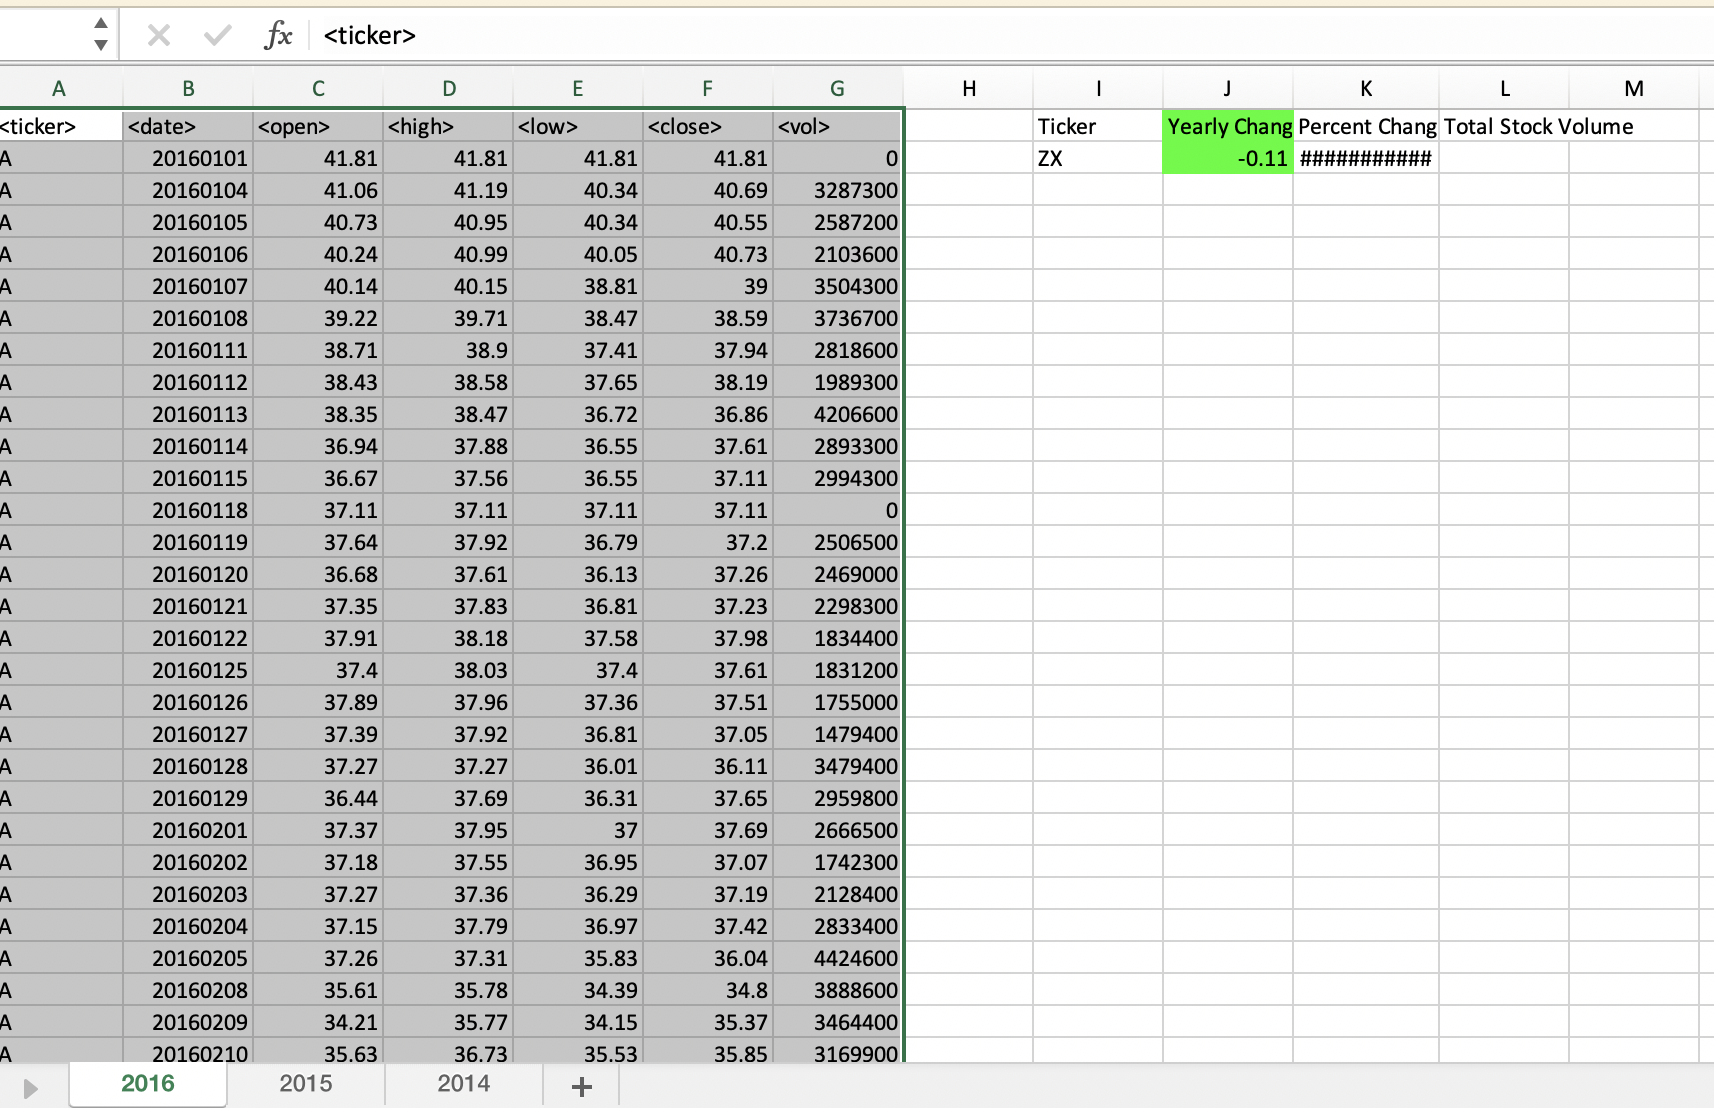 fx <ticker>
A B C D E F G H I J K L M
<ticker> <date> <open> <high> <low> <close> <vol> Ticker Yearly Chang Percent Chang Total Stock Volume
A 20160101 41.81 41.81 41.81 41.81 0 ZX -0.11 ###########
A 20160104 41.06 41.19 40.34 40.69 3287300
A 20160105 40.73 40.95 40.34 40.55 2587200
A 20160106 40.24 40.99 40.05 40.73 2103600
A 20160107 40.14 40.15 38.81 39 3504300
A 20160108 39.22 39.71 38.47 38.59 3736700
A 20160111 38.71 38.9 37.41 37.94 2818600
A 20160112 38.43 38.58 37.65 38.19 1989300
A 20160113 38.35 38.47 36.72 36.86 4206600
A 20160114 36.94 37.88 36.55 37.61 2893300
A 20160115 36.67 37.56 36.55 37.11 2994300
A 20160118 37.11 37.11 37.11 37.11 0
A 20160119 37.64 37.92 36.79 37.2 2506500
A 20160120 36.68 37.61 36.13 37.26 2469000
A 20160121 37.35 37.83 36.81 37.23 2298300
A 20160122 37.91 38.18 37.58 37.98 1834400
A 20160125 37.4 38.03 37.4 37.61 1831200
A 20160126 37.89 37.96 37.36 37.51 1755000
A 20160127 37.39 37.92 36.81 37.05 1479400
A 20160128 37.27 37.27 36.01 36.11 3479400
A 20160129 36.44 37.69 36.31 37.65 2959800
A 20160201 37.37 37.95 37 37.69 2666500
A 20160202 37.18 37.55 36.95 37.07 1742300
A 20160203 37.27 37.36 36.29 37.19 2128400
A 20160204 37.15 37.79 36.97 37.42 2833400
A 20160205 37.26 37.31 35.83 36.04 4424600
A 20160208 35.61 35.78 34.39 34.8 3888600
A 20160209 34.21 35.77 34.15 35.37 3464400
A 20160210 35.63 36.73 35.53 35.85 3169900
2016 2015 2014 +